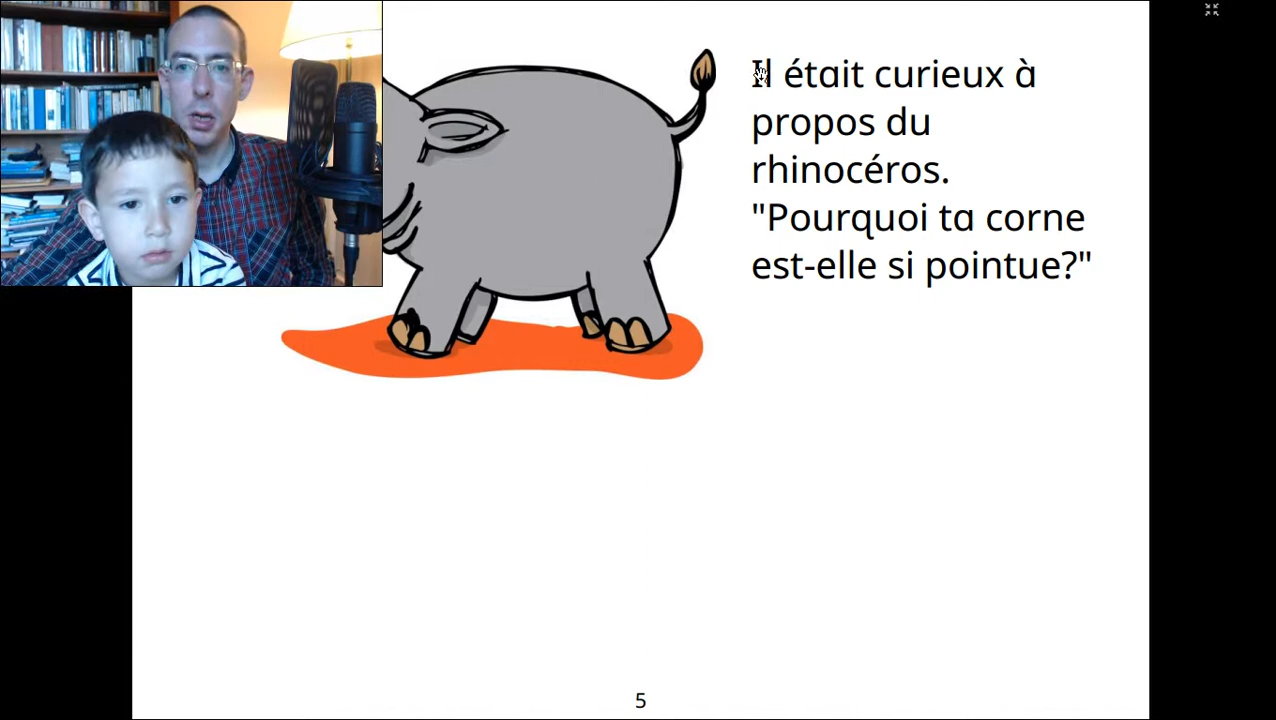 Il était curieux à
propos du
rhinocéros.
"Pourquoi ta corne
est-elle si pointue?"
5